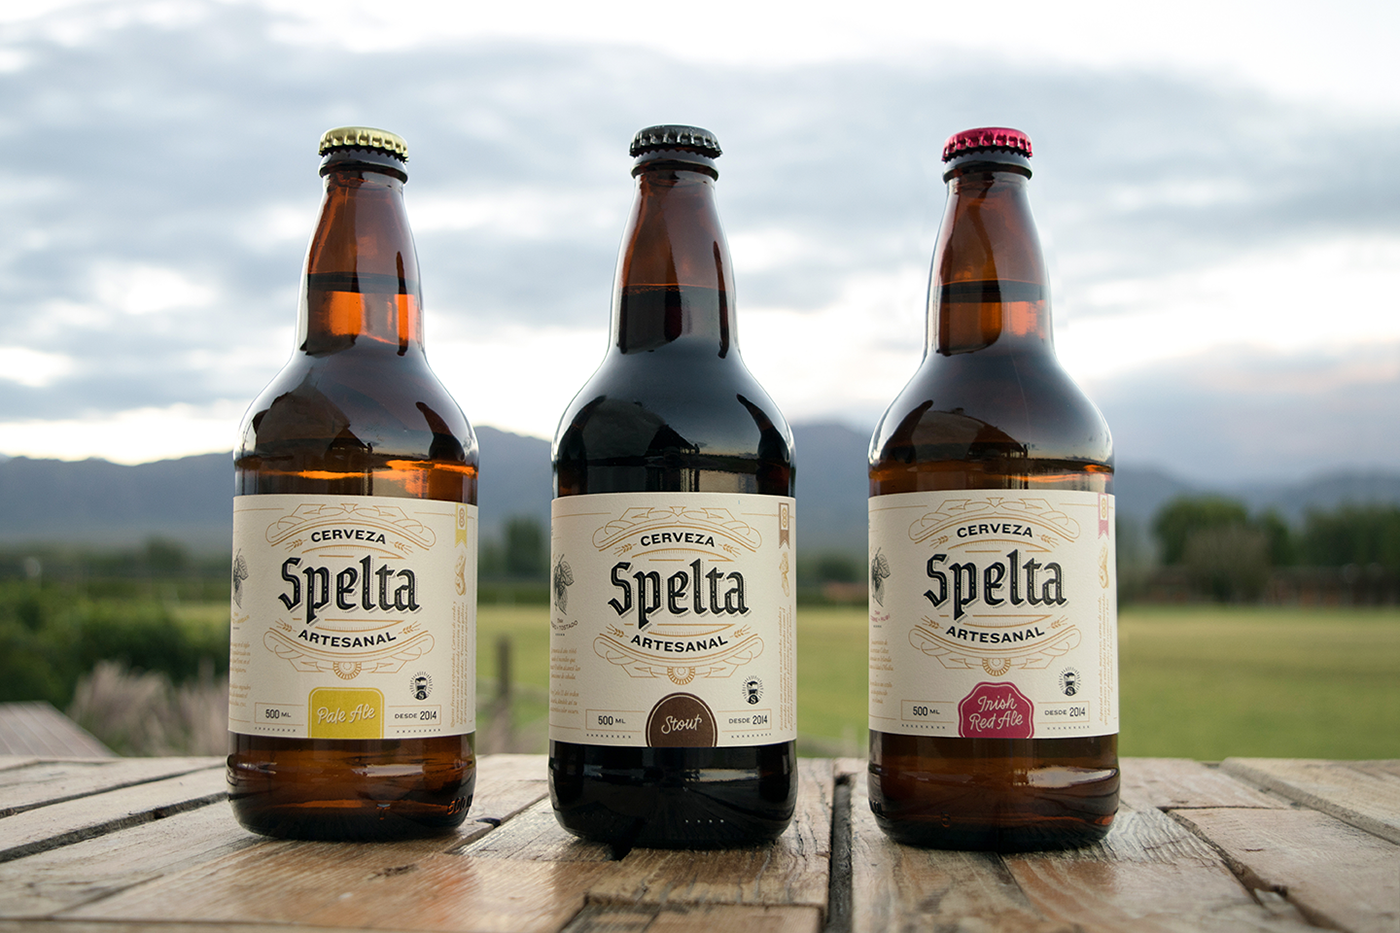 CERVEZA
Spelta
ARTESANAL
500 ML
Pale Ale
DESDE 2014
CERVEZA
Spelta
ARTESANAL
500 ML
Stout
DESDE 2014
CERVEZA
Spelta
ARTESANAL
500 ML
Irish
Red Ale
DESDE 2014